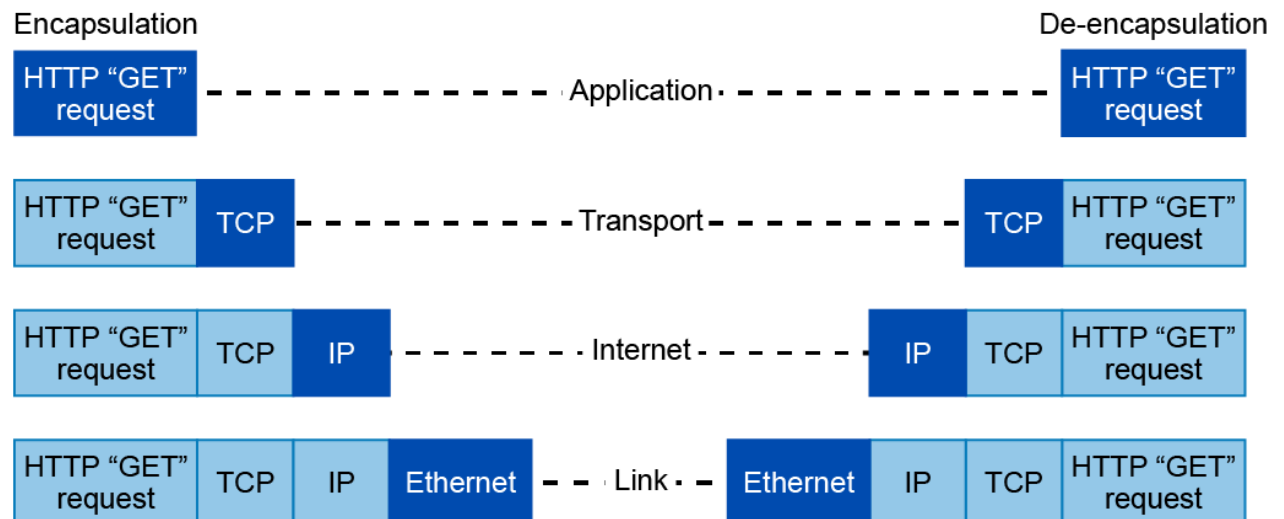 Encapsulation
De-encapsulation
HTTP “GET”
request
Application
HTTP “GET”
request
HTTP “GET”
request
TCP
Transport
TCP
HTTP “GET”
request
HTTP “GET”
request
TCP
IP
Internet
IP
TCP
HTTP “GET”
request
HTTP “GET”
request
TCP
IP
Ethernet
Link
Ethernet
IP
TCP
HTTP “GET”
request